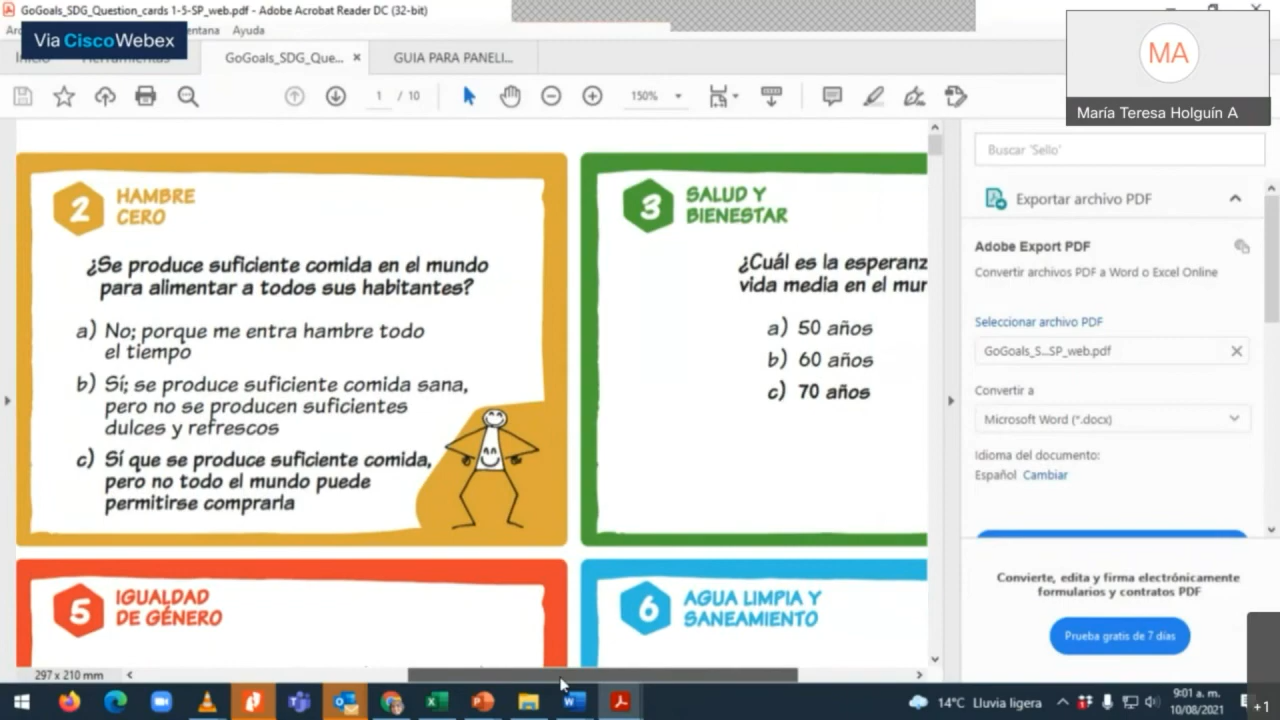 GoGoals_SDG_Question_cards 1-5-SP_web.pdf - Adobe Acrobat Reader DC (32-bit)
Ayuda
Via CiscoWebex
GoGoals_SDG_Que... ×
GUIA PARA PANELI...
1 / 10
150%
MA
María Teresa Holguín A
2 HAMBRE
CERO
¿Se produce suficiente comida en el mundo
para alimentar a todos sus habitantes?
a) No; porque me entra hambre todo
el tiempo
b) Sí; se produce suficiente comida sana,
pero no se producen suficientes
dulces y refrescos
c) Sí que se produce suficiente comida,
pero no todo el mundo puede
permitirse comprarla
3 SALUD Y
BIENESTAR
¿Cuál es la esperanz
vida media en el mun
a) 50 años
b) 60 años
c) 70 años
5 IGUALDAD
DE GÉNERO
6 AGUA LIMPIA Y
SANEAMIENTO
Buscar 'Sello'
Exportar archivo PDF
Adobe Export PDF
Convertir archivos PDF a Word o Excel Online
Seleccionar archivo PDF
GoGoals_S...SP_web.pdf
Convertir a
Microsoft Word (*.docx)
Idioma del documento:
Español Cambiar
Convierte, edita y firma electrónicamente
formularios y contratos PDF
Prueba gratis de 7 días
297 x 210 mm
14°C Lluvia ligera
9:01 a. m.
10/08/2021
+1